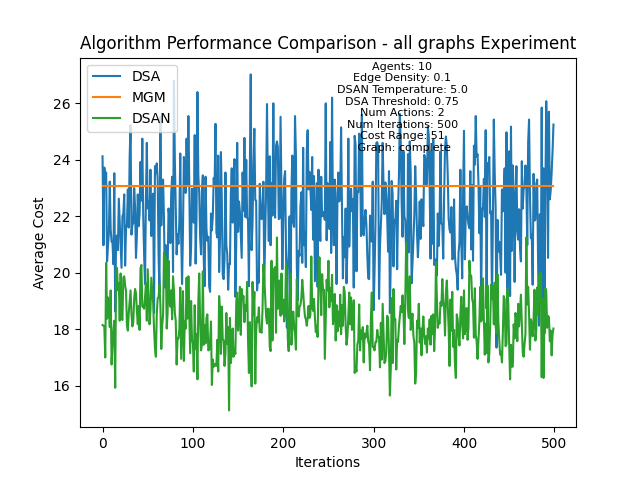 Algorithm Performance Comparison - all graphs Experiment
DSA
MGM
DSAN
Agents: 10
Edge Density: 0.1
DSAN Temperature: 5.0
DSA Threshold: 0.75
Num Actions: 2
Num Iterations: 500
Cost Range: 51
Graph: complete
Average Cost
26
24
22
20
18
16
0 100 200 300 400 500
Iterations